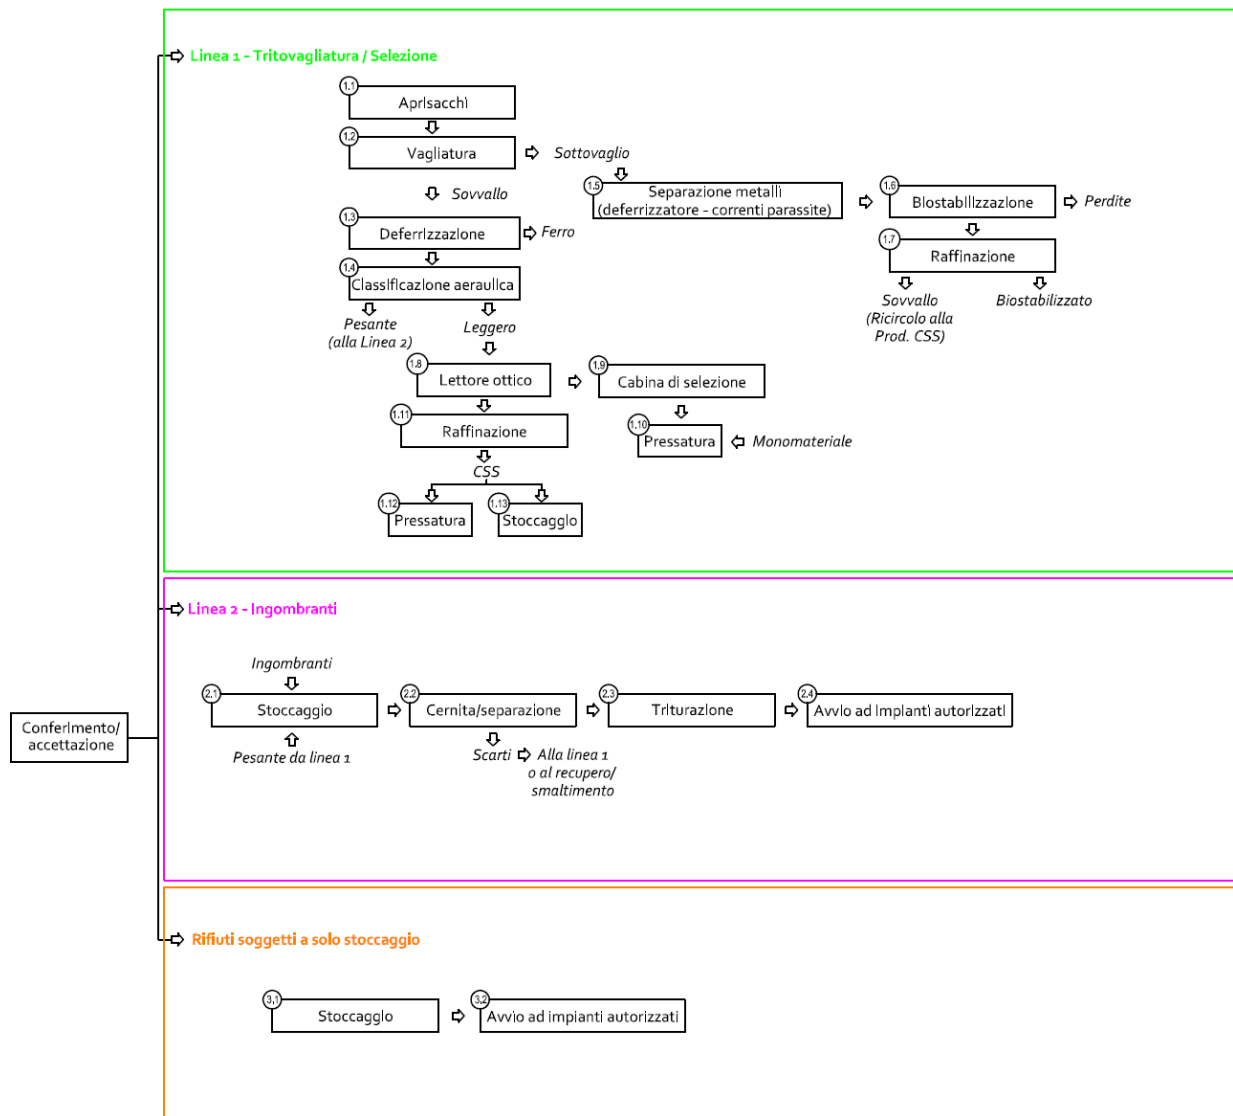 Linea 1 - Tritovagliatura / Selezione
1.1
Aprisacchi
1.2
Vagliatura
Sottovaglio
Sovvallo
1.5
Separazione metalli
(deferrizzatore - correnti parassite)
1.6
Biostabilizzazione
Perdite
1.3
Deferrizzazione
Ferro
1.7
Raffinazione
1.4
Classificazione aeraulica
Sovvallo
(Ricircolo alla
Prod. CSS)
Biostabilizzato
Pesante
(alla Linea 2)
Leggero
1.8
Lettore ottico
1.9
Cabina di selezione
1.11
Raffinazione
1.10
Pressatura
Monomateriale
CSS
1.12
Pressatura
1.13
Stoccaggio
Linea 2 - Ingombranti
Ingombranti
2.1
Stoccaggio
2.2
Cernita/separazione
2.3
Triturazione
2.4
Avvio ad impianti autorizzati
Pesante da linea 1
Scarti
Alla linea 1
o al recupero/
smaltimento
Conferimento/
accettazione
Rifiuti soggetti a solo stoccaggio
3.1
Stoccaggio
3.2
Avvio ad impianti autorizzati